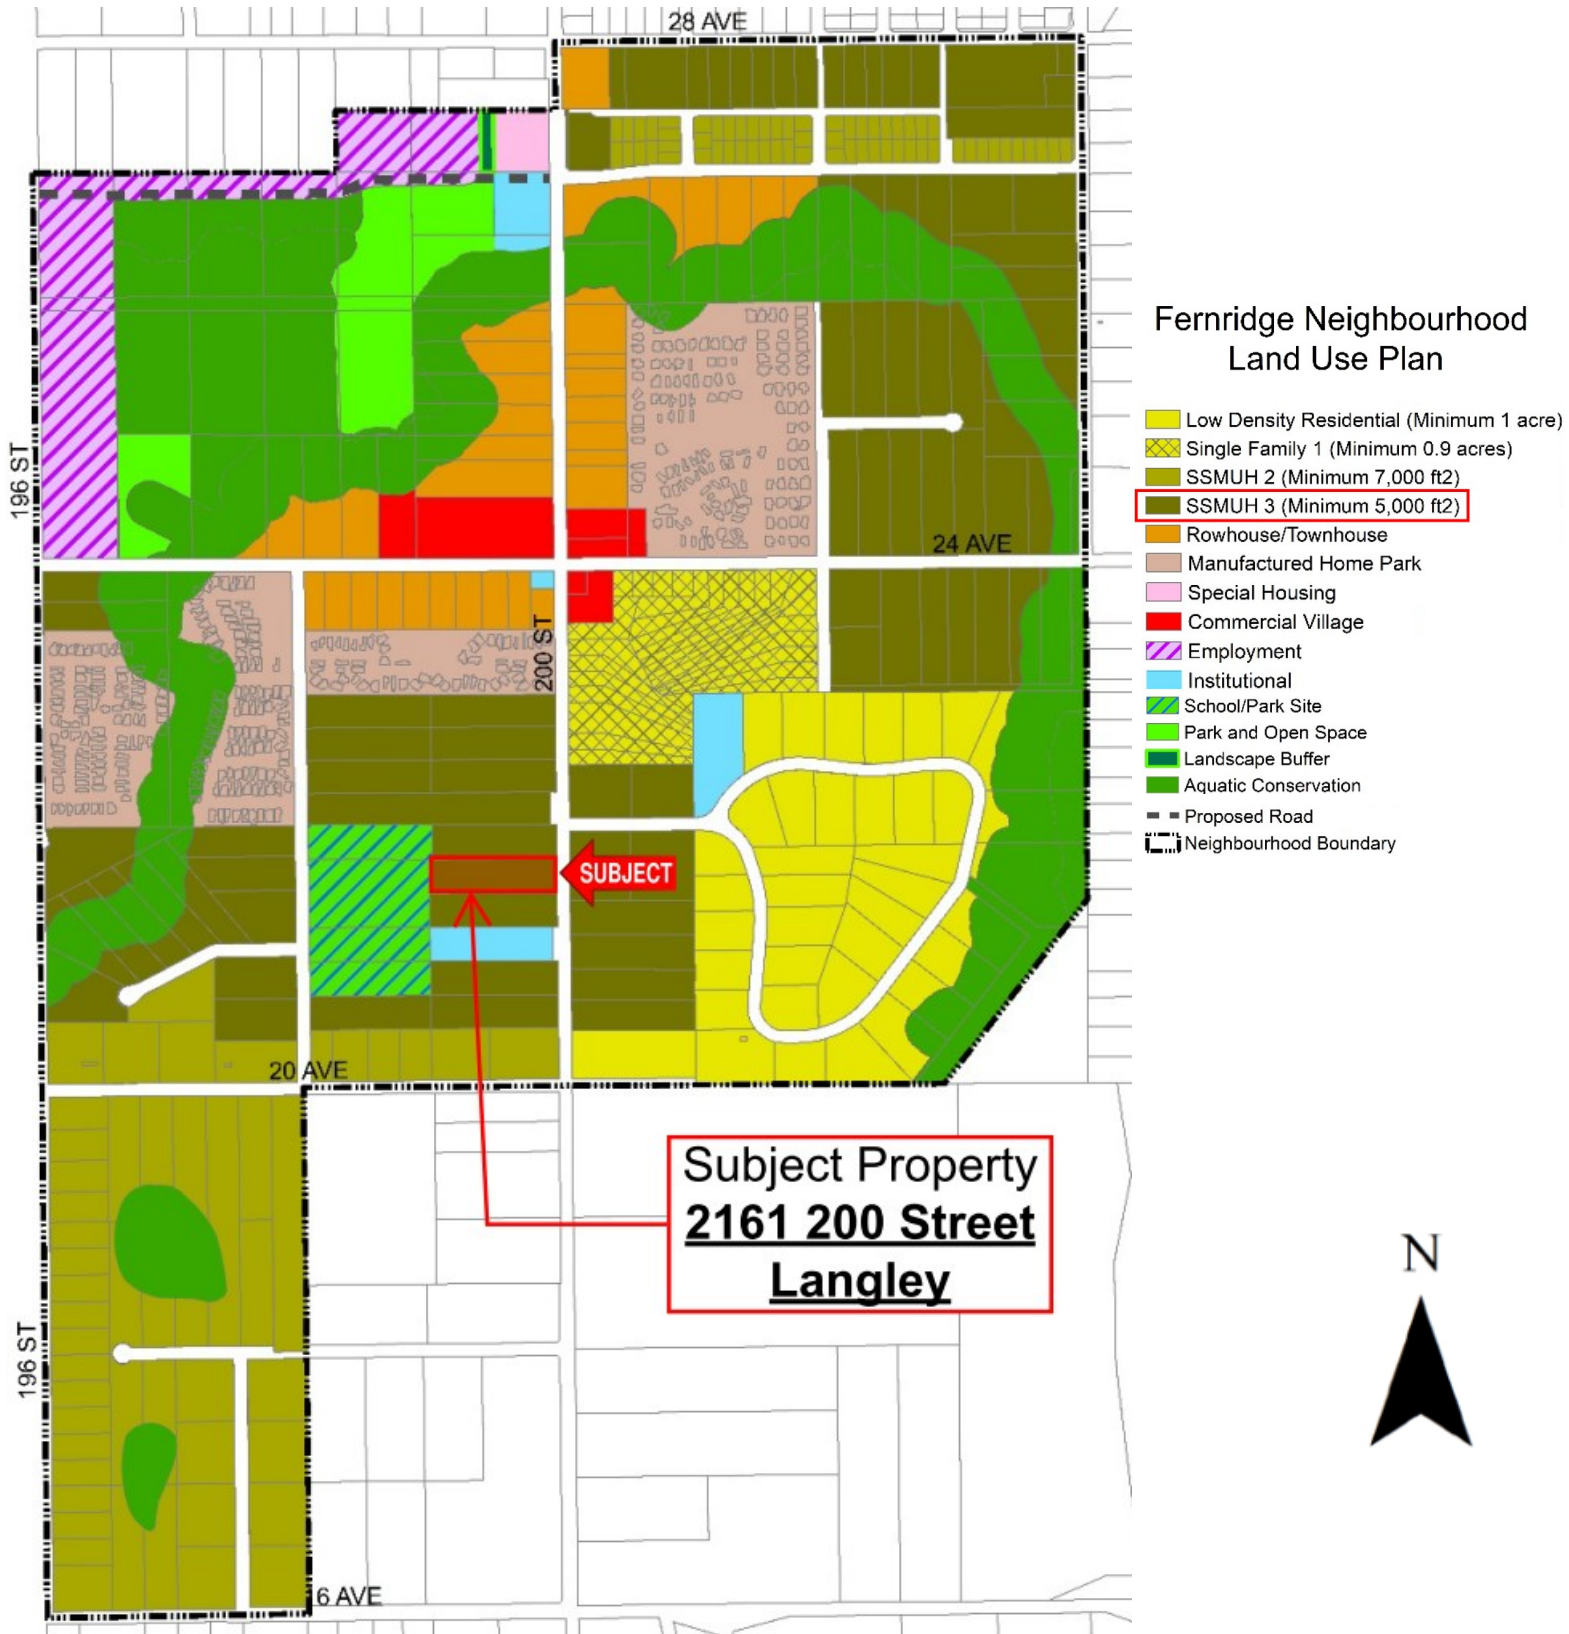 28 AVE
196 ST
24 AVE
200 ST
SUBJECT
20 AVE
Subject Property
2161 200 Street
Langley
196 ST
6 AVE
Fernridge Neighbourhood
Land Use Plan
Low Density Residential (Minimum 1 acre)
Single Family 1 (Minimum 0.9 acres)
SSMUH 2 (Minimum 7,000 ft2)
SSMUH 3 (Minimum 5,000 ft2)
Rowhouse/Townhouse
Manufactured Home Park
Special Housing
Commercial Village
Employment
Institutional
School/Park Site
Park and Open Space
Landscape Buffer
Aquatic Conservation
Proposed Road
Neighbourhood Boundary
N